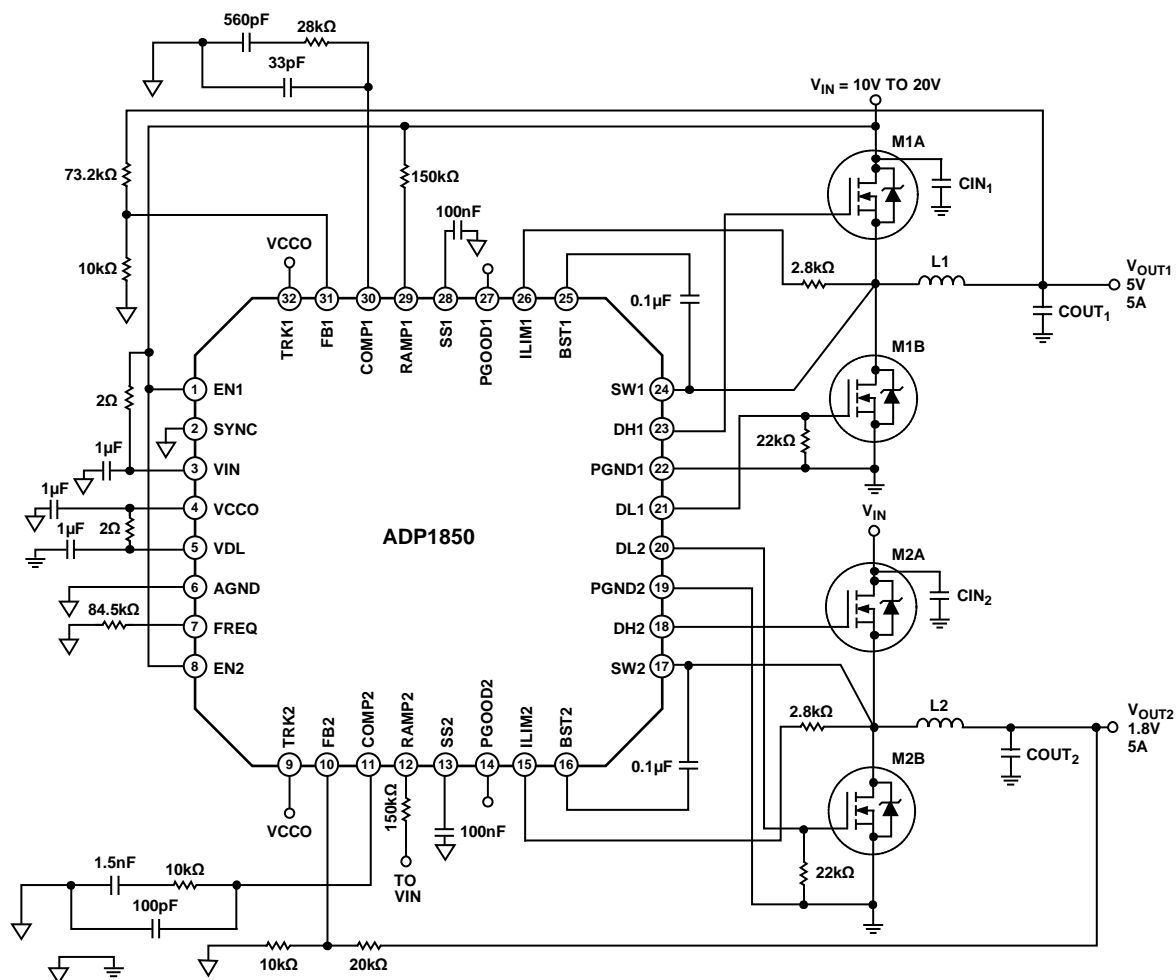 560pF
28kΩ
33pF
VIN = 10V TO 20V
M1A
73.2kΩ
150kΩ
CIN1
100nF
VCCO
10kΩ
2.8kΩ
L1
VOUT1
5V
5A
0.1µF
COUT1
32
31
30
29
28
27
26
25
TRK1
FB1
COMP1
RAMP1
SS1
PGOOD1
ILIM1
BST1
M1B
1 EN1
SW1 24
2Ω
2 SYNC
DH1 23
22kΩ
1µF
3 VIN
PGND1 22
1µF
4 VCCO
DL1 21
VIN
1µF
2Ω
5 VDL
ADP1850
DL2 20
M2A
6 AGND
PGND2 19
CIN2
84.5kΩ
7 FREQ
DH2 18
8 EN2
SW2 17
TRK2
FB2
COMP2
RAMP2
SS2
PGOOD2
ILIM2
BST2
2.8kΩ
L2
VOUT2
1.8V
5A
M2B
COUT2
9
10
11
12
13
14
15
16
0.1µF
150kΩ
VCCO
100nF
1.5nF
10kΩ
TO
VIN
22kΩ
100pF
10kΩ
20kΩ